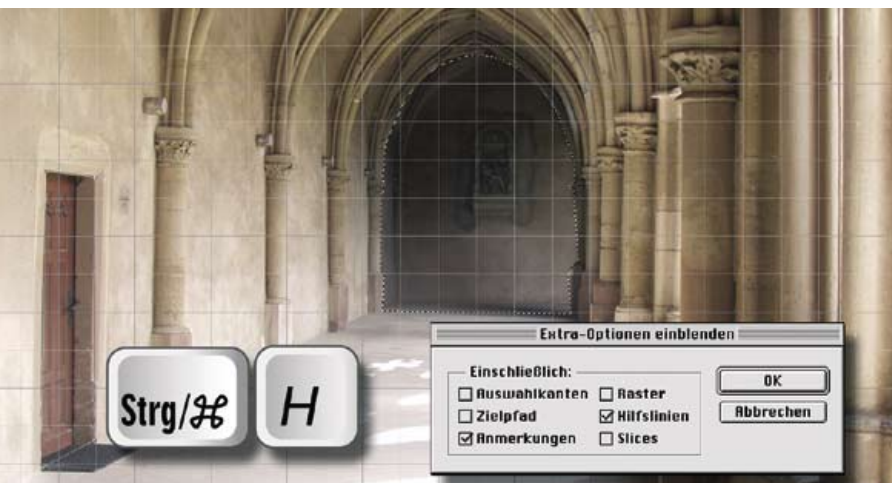 Strg/⌘ H
Extra-Optionen einblenden
Einschließlich:
Auswahlkanten Raster
Zielpfad Hilfslinien
Anmerkungen Slices
OK
Abbrechen